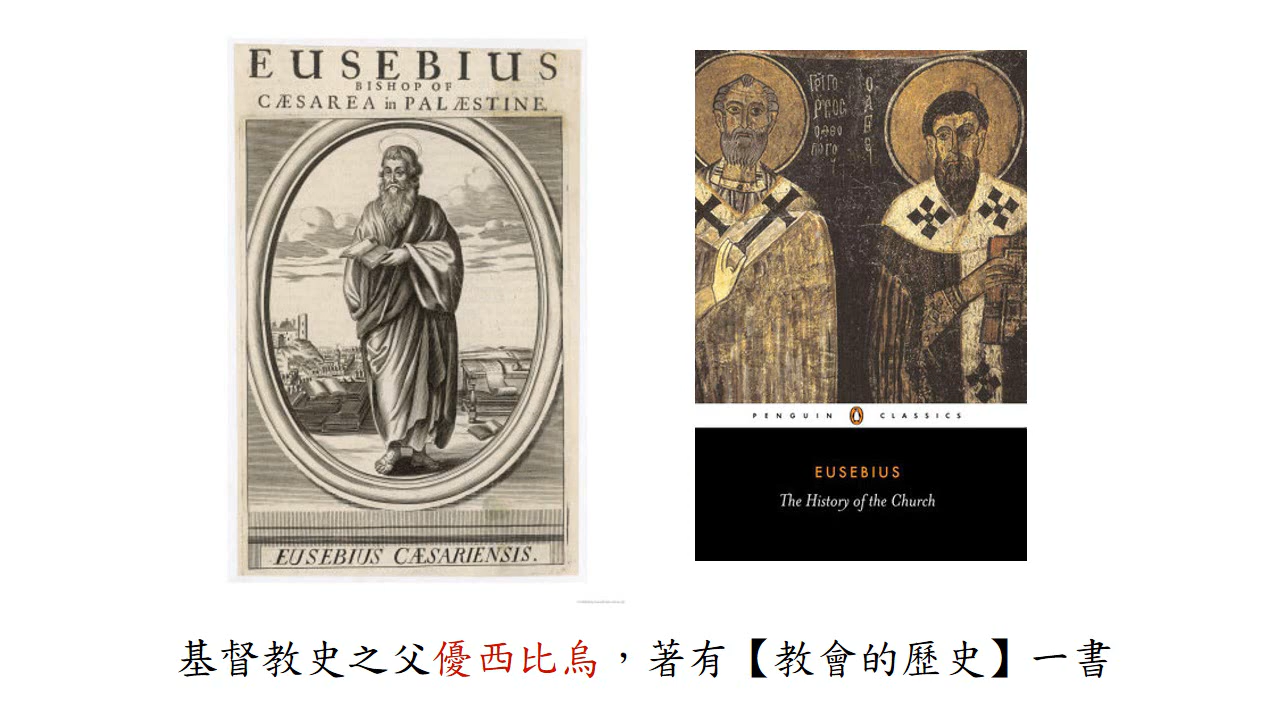 EUSEBIUS
BISHOP OF
CÆSAREA in PALÆSTINE.
EUSEBIUS CÆSARIENSIS.
PENGUIN CLASSICS
EUSEBIUS
The History of the Church
基督教史之父優西比烏，著有【教會的歷史】一書